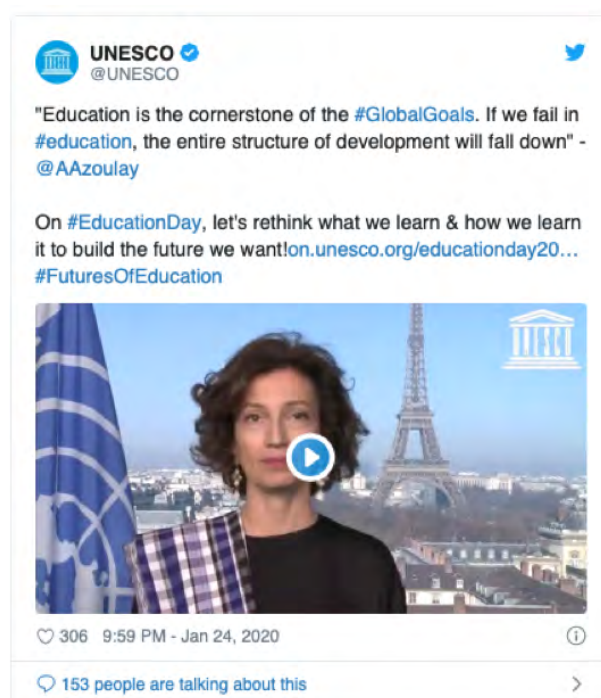 UNESCO
@UNESCO
"Education is the cornerstone of the #GlobalGoals. If we fail in
#education, the entire structure of development will fall down" -
@AAzoulay
On #EducationDay, let's rethink what we learn & how we learn
it to build the future we want!on.unesco.org/educationday20…
#FuturesOfEducation
UNESCO
306 9:59 PM - Jan 24, 2020
153 people are talking about this